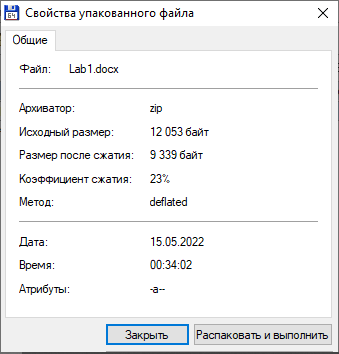 Свойства упакованного файла
Общие
Файл: Lab1.docx
Архиватор: zip
Исходный размер: 12 053 байт
Размер после сжатия: 9 339 байт
Коэффициент сжатия: 23%
Метод: deflated
Дата: 15.05.2022
Время: 00:34:02
Атрибуты: -a--
Закрыть Распаковать и выполнить